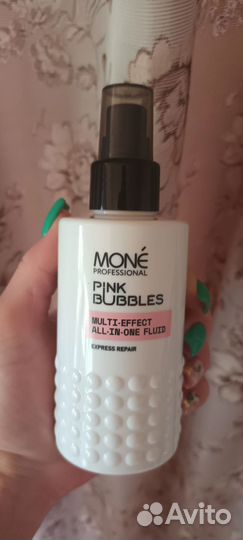 MONÉ
PROFESSIONAL
PINK
BUBBLES
MULTI-EFFECT
ALL-IN-ONE FLUID
EXPRESS REPAIR
Avito